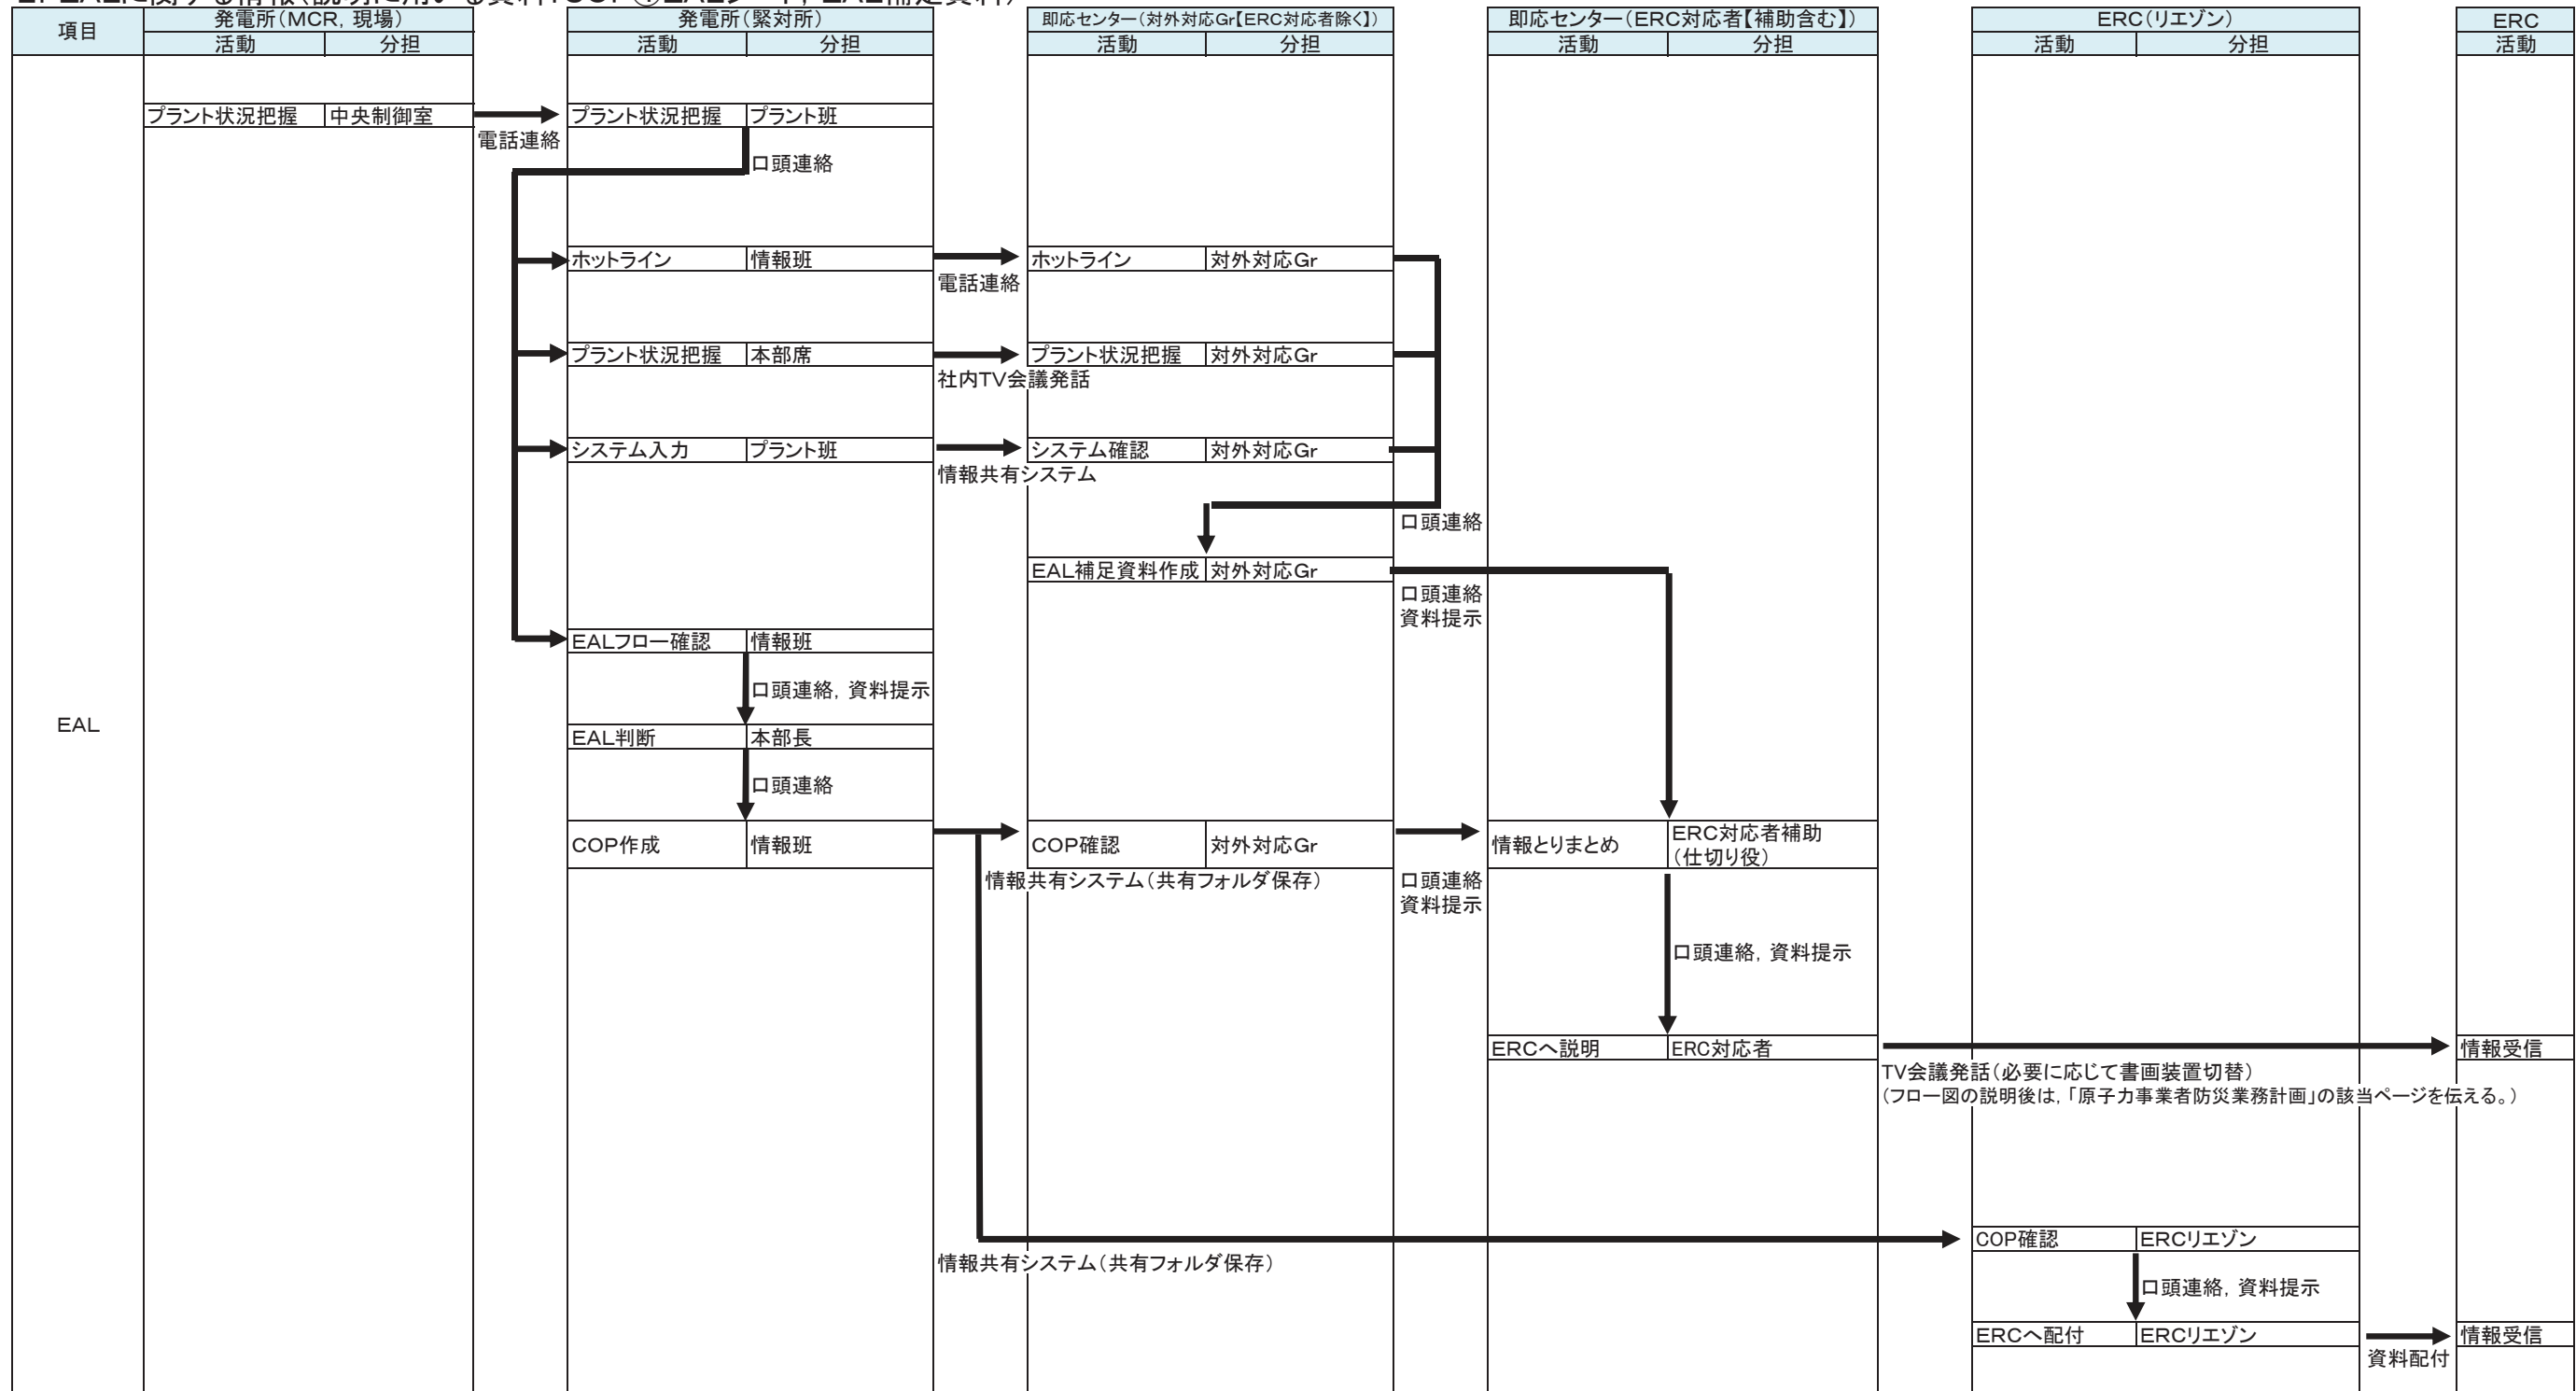 項目
発電所（MCR，現場）
発電所（緊対所）
即応センター（対外対応Gr【ERC対応者除く】）
即応センター（ERC対応者【補助含む】）
ERC（リエゾン）
ERC
活動 分担
活動 分担
活動 分担
活動 分担
活動 分担
活動
プラント状況把握 中央制御室
電話連絡
プラント状況把握 プラント班
口頭連絡
ホットライン 情報班
電話連絡
ホットライン 対外対応Gr
プラント状況把握 本部席
社内TV会議発話
プラント状況把握 対外対応Gr
システム入力 プラント班
情報共有システム
システム確認 対外対応Gr
口頭連絡
EAL補足資料作成 対外対応Gr
口頭連絡
資料提示
EALフロー確認 情報班
口頭連絡，資料提示
EAL
EAL判断 本部長
口頭連絡
COP作成 情報班
情報共有システム（共有フォルダ保存）
COP確認 対外対応Gr
口頭連絡
資料提示
情報とりまとめ
ERC対応者補助
（仕切り役）
口頭連絡，資料提示
ERCへ説明 ERC対応者
情報受信
TV会議発話（必要に応じて書画装置切替）
（フロー図の説明後は，「原子力事業者防災業務計画」の該当ページを伝える。）
情報共有システム（共有フォルダ保存）
COP確認 ERCリエゾン
口頭連絡，資料提示
ERCへ配付 ERCリエゾン
資料配付
情報受信